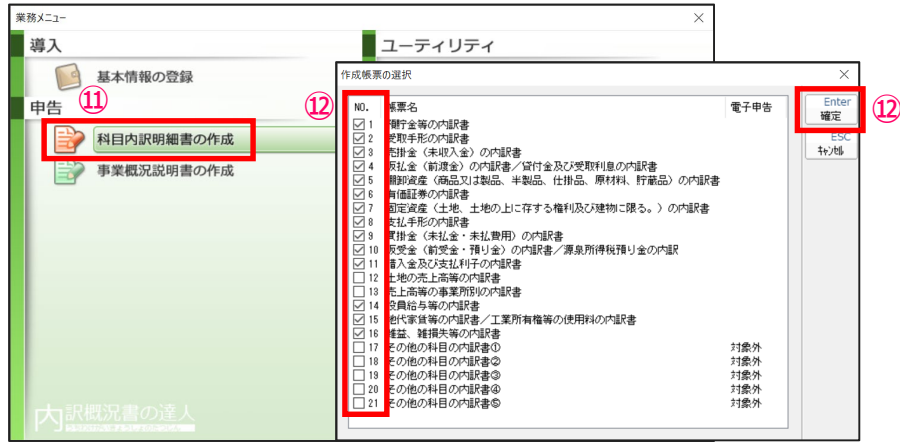 業務メニュー
導入
ユーティリティ
基本情報の登録
申告
⑪
科目内訳明細書の作成
事業概況説明書の作成
内訳概況書の達人
作成帳票の選択
⑫
NO. 帳票名 電子申告
1 預貯金等の内訳書
2 受取手形の内訳書
3 売掛金（未収入金）の内訳書
4 仮払金（前渡金）の内訳書／貸付金及び受取利息の内訳書
5 棚卸資産（商品又は製品、半製品、仕掛品、原材料、貯蔵品）の内訳書
6 有価証券の内訳書
7 固定資産（土地、土地の上に存する権利及び建物に限る。）の内訳書
8 支払手形の内訳書
9 買掛金（未払金・未払費用）の内訳書
10 仮受金（前受金・預り金）の内訳書／源泉所得税預り金の内訳
11 借入金及び支払利子の内訳書
12 土地の売上高等の内訳書
13 売上高等の事業所別の内訳書
14 役員給与等の内訳書
15 地代家賃等の内訳書／工業所有権等の使用料の内訳書
16 雑益、雑損失等の内訳書
17 その他の科目の内訳書① 対象外
18 その他の科目の内訳書② 対象外
19 その他の科目の内訳書③ 対象外
20 その他の科目の内訳書④ 対象外
21 その他の科目の内訳書⑤ 対象外
Enter
確定
⑫
ESC
ｷｬﾝｾﾙ